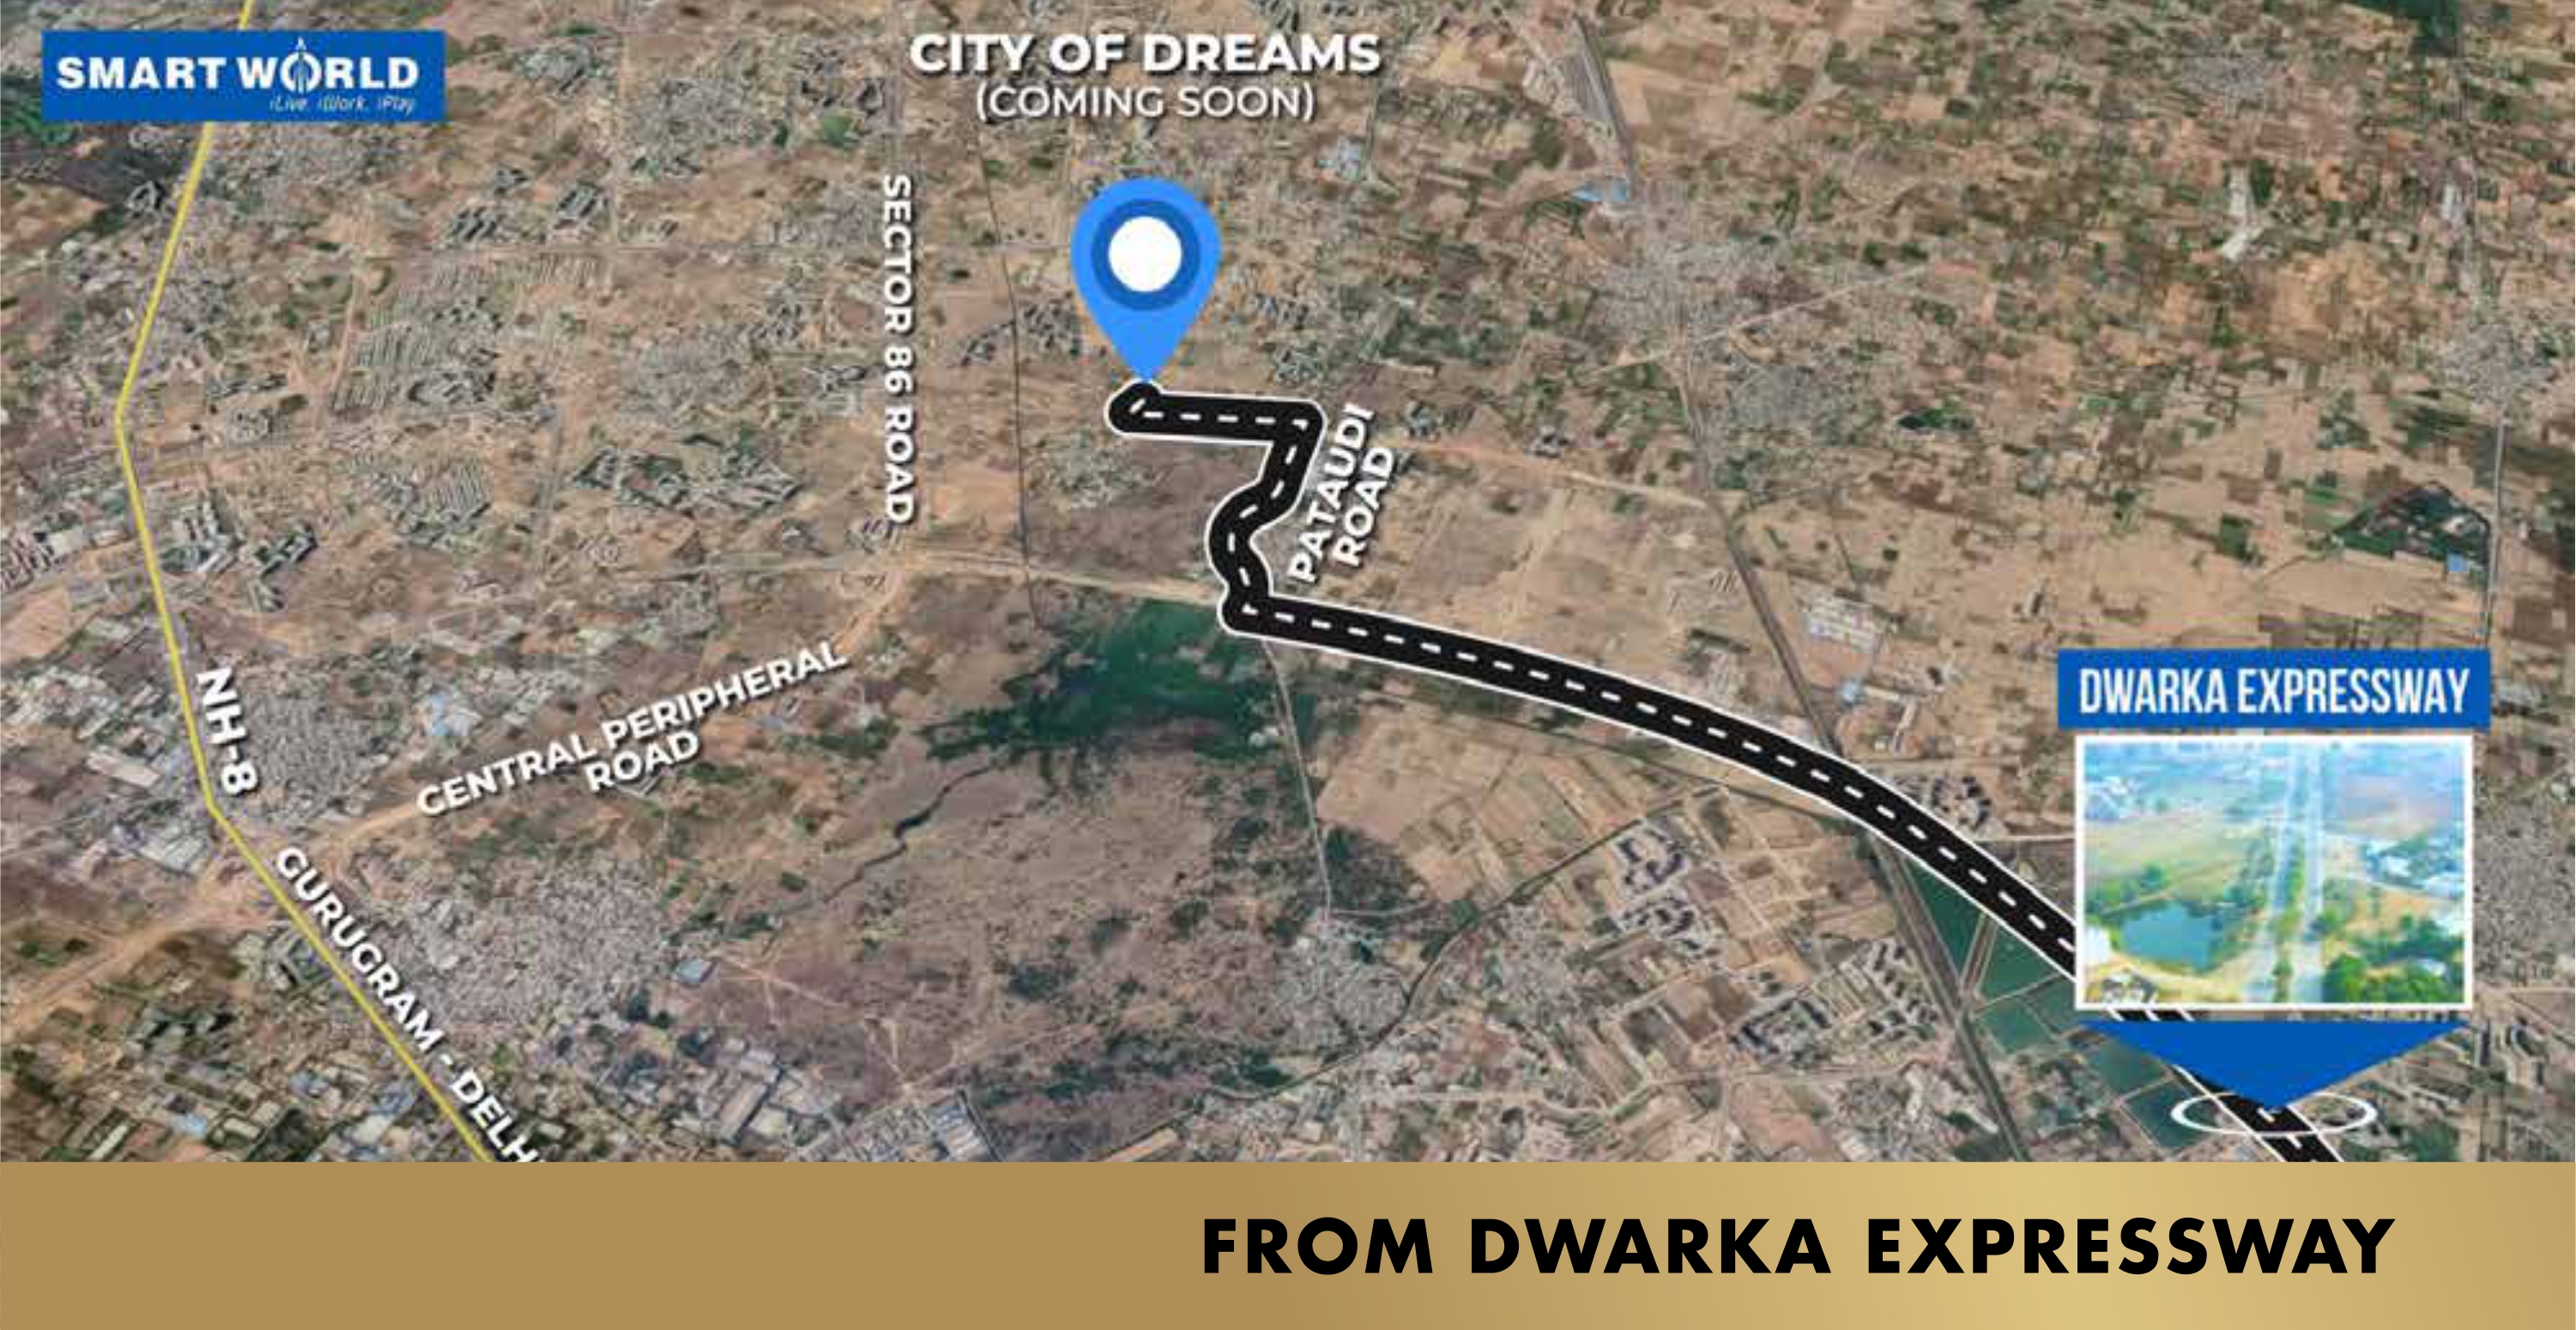 SMART WORLD
iLive. iWork. iPlay.
CITY OF DREAMS
(COMING SOON)
SECTOR 86 ROAD
PATAUDI
ROAD
NH-8
CENTRAL PERIPHERAL
ROAD
DWARKA EXPRESSWAY
GURUGRAM - DELH
FROM DWARKA EXPRESSWAY